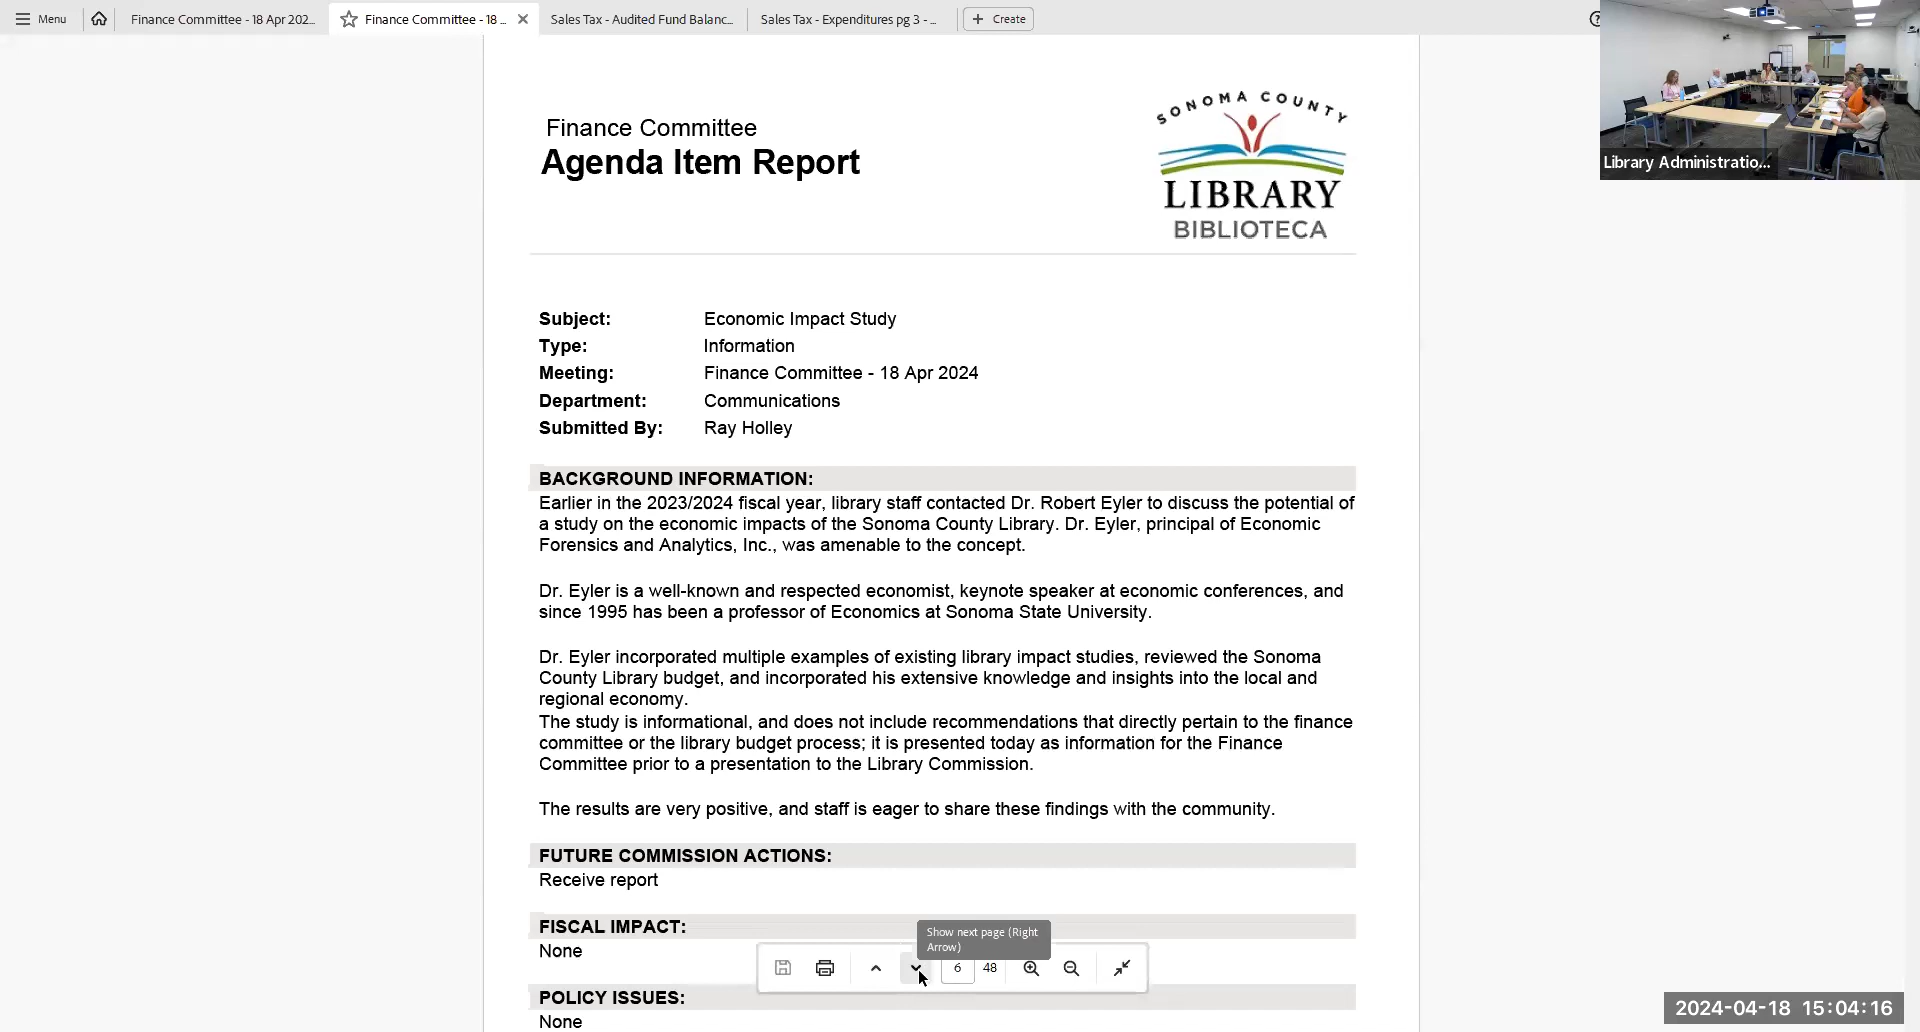 Menu
Finance Committee - 18 Apr 202...
Finance Committee - 18 ...
Sales Tax - Audited Fund Balanc...
Sales Tax - Expenditures pg 3 - ...
Create
Library Administratio...
Finance Committee
Agenda Item Report
SONOMA COUNTY
LIBRARY
BIBLIOTECA
Subject: Economic Impact Study
Type: Information
Meeting: Finance Committee - 18 Apr 2024
Department: Communications
Submitted By: Ray Holley
BACKGROUND INFORMATION:
Earlier in the 2023/2024 fiscal year, library staff contacted Dr. Robert Eyler to discuss the potential of
a study on the economic impacts of the Sonoma County Library. Dr. Eyler, principal of Economic
Forensics and Analytics, Inc., was amenable to the concept.
Dr. Eyler is a well-known and respected economist, keynote speaker at economic conferences, and
since 1995 has been a professor of Economics at Sonoma State University.
Dr. Eyler incorporated multiple examples of existing library impact studies, reviewed the Sonoma
County Library budget, and incorporated his extensive knowledge and insights into the local and
regional economy.
The study is informational, and does not include recommendations that directly pertain to the finance
committee or the library budget process; it is presented today as information for the Finance
Committee prior to a presentation to the Library Commission.
The results are very positive, and staff is eager to share these findings with the community.
FUTURE COMMISSION ACTIONS:
Receive report
FISCAL IMPACT:
None
Show next page (Right
Arrow)
6 48
POLICY ISSUES:
None
2024-04-18 15:04:16